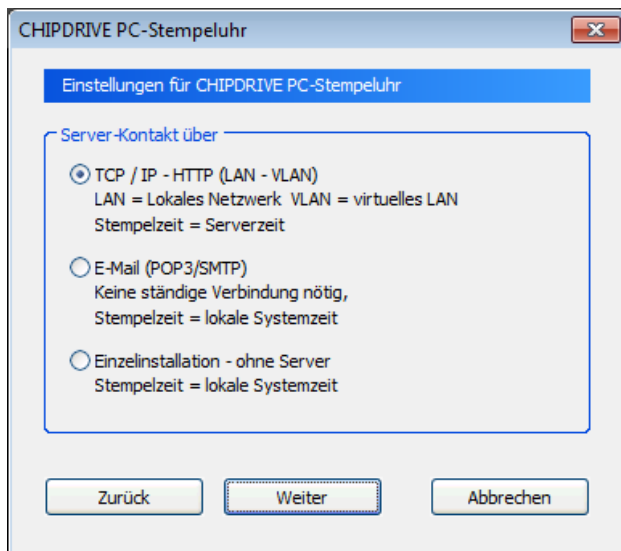 CHIPDRIVE PC-Stempeluhr
Einstellungen für CHIPDRIVE PC-Stempeluhr
Server-Kontakt über
TCP / IP - HTTP (LAN - VLAN)
LAN = Lokales Netzwerk VLAN = virtuelles LAN
Stempelzeit = Serverzeit
E-Mail (POP3/SMTP)
Keine ständige Verbindung nötig,
Stempelzeit = lokale Systemzeit
Einzelinstallation - ohne Server
Stempelzeit = lokale Systemzeit
Zurück Weiter Abbrechen